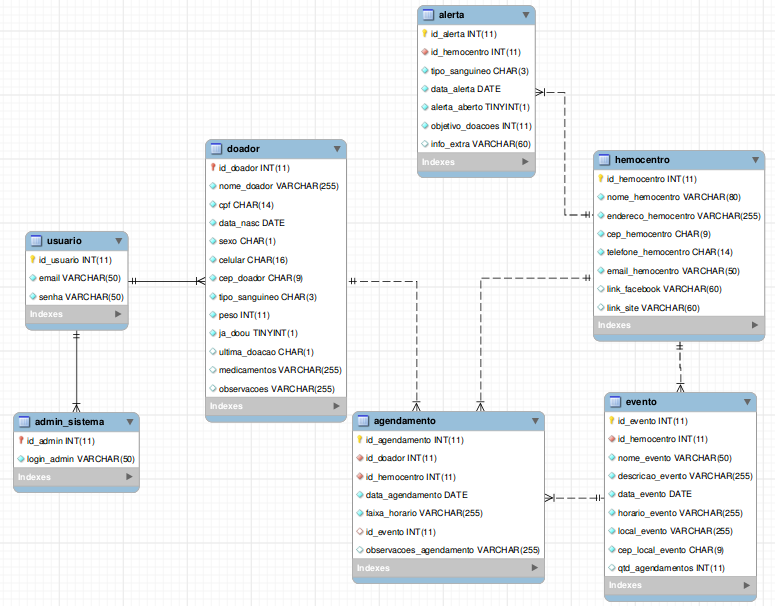 alerta
id_alerta INT(11)
id_hemocentro INT(11)
tipo_sanguineo CHAR(3)
data_alerta DATE
alerta_aberto TINYINT(1)
objetivo_doacoes INT(11)
info_extra VARCHAR(60)
Indexes
doador
id_doador INT(11)
nome_doador VARCHAR(255)
cpf CHAR(14)
data_nasc DATE
sexo CHAR(1)
celular CHAR(16)
cep_doador CHAR(9)
tipo_sanguineo CHAR(3)
peso INT(11)
ja_doou TINYINT(1)
ultima_doacao CHAR(1)
medicamentos VARCHAR(255)
observacoes VARCHAR(255)
Indexes
hemocentro
id_hemocentro INT(11)
nome_hemocentro VARCHAR(80)
endereco_hemocentro VARCHAR(255)
cep_hemocentro CHAR(9)
telefone_hemocentro CHAR(14)
email_hemocentro VARCHAR(50)
link_facebook VARCHAR(60)
link_site VARCHAR(60)
Indexes
usuario
id_usuario INT(11)
email VARCHAR(50)
senha VARCHAR(50)
Indexes
admin_sistema
id_admin INT(11)
login_admin VARCHAR(50)
Indexes
agendamento
id_agendamento INT(11)
id_doador INT(11)
id_hemocentro INT(11)
data_agendamento DATE
faixa_horario VARCHAR(255)
id_evento INT(11)
observacoes_agendamento VARCHAR(255)
Indexes
evento
id_evento INT(11)
id_hemocentro INT(11)
nome_evento VARCHAR(50)
descricao_evento VARCHAR(255)
data_evento DATE
horario_evento VARCHAR(255)
local_evento VARCHAR(255)
cep_local_evento CHAR(9)
qtd_agendamentos INT(11)
Indexes